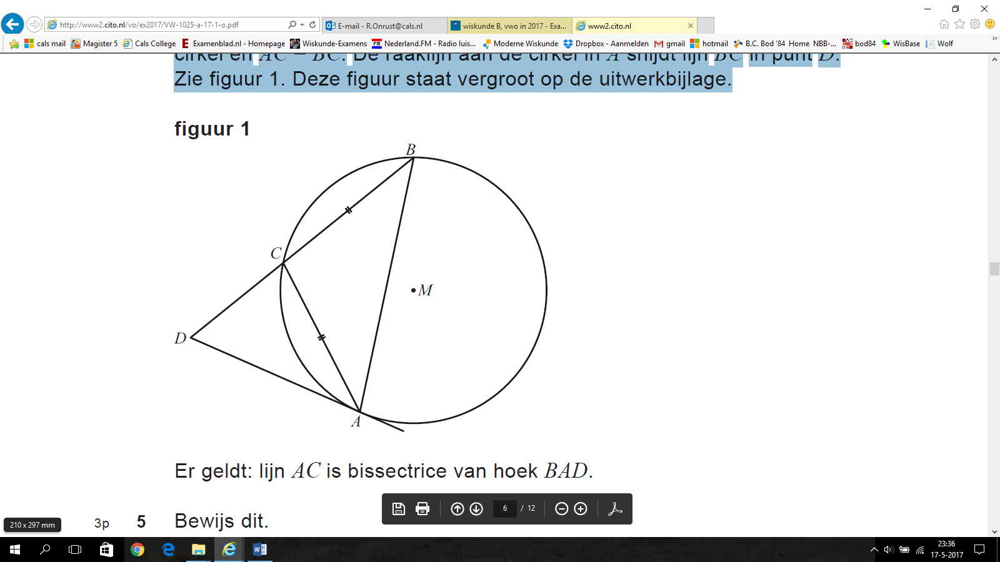 http://www2.cito.nl/vo/ex2017/VW-1025-a-17-1-o.pdf
E-mail - R.Onrust@cals.nl
wiskunde B, vwo in 2017 - Exa...
www2.cito.nl
cals mail
Magister 5
Cals College
Examenblad.nl - Homepage
Wiskunde-Examens
Nederland.FM - Radio luis...
Moderne Wiskunde
Dropbox - Aanmelden
gmail
hotmail
B.C. Bod '84 Home NBB-...
bod84
WisBase
Wolf
cirkel en AC = BC. De raaklijn aan de cirkel in A snijdt lijn BC in punt D.
Zie figuur 1. Deze figuur staat vergroot op de uitwerkbijlage.
figuur 1
B
C
M
D
A
Er geldt: lijn AC is bissectrice van hoek BAD.
6 / 12
210 x 297 mm
3p 5 Bewijs dit.
23:36
17-5-2017